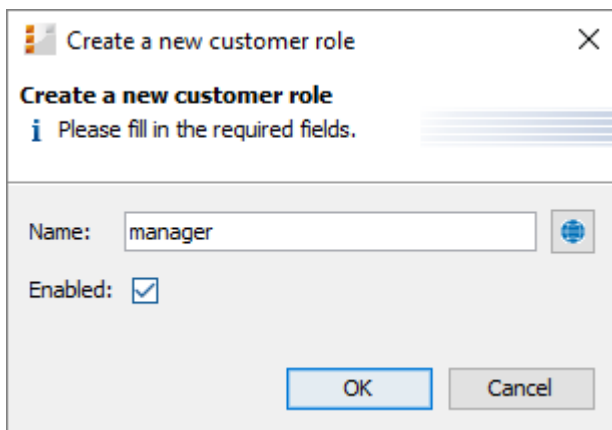 Create a new customer role
Create a new customer role
Please fill in the required fields.
Name: manager
Enabled:
OK Cancel